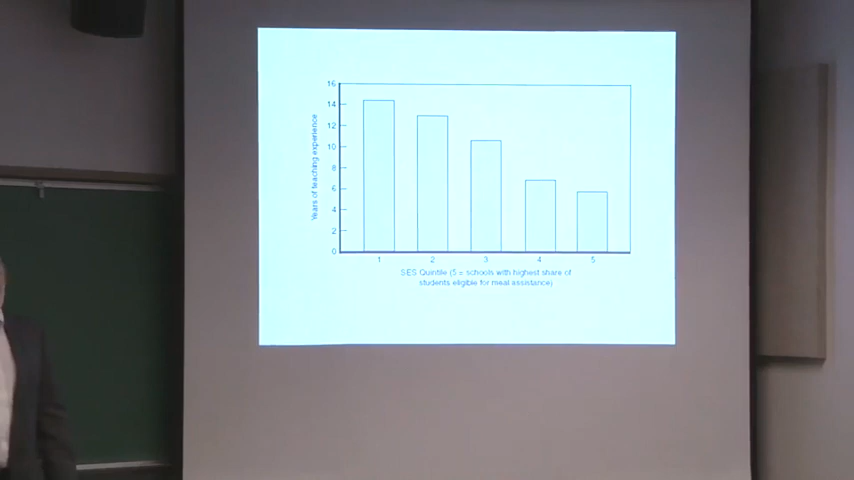 16
14
12
10
8
6
4
2
0
Years of teaching experience
1 2 3 4 5
SES Quintile (5 = schools with highest share of
students eligible for meal assistance)